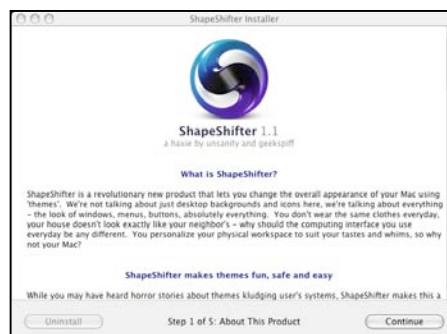 ShapeShifter Installer
ShapeShifter 1.1
a haxie by unsanity and geekspiff
What is ShapeShifter?
ShapeShifter is a revolutionary new product that lets you change the overall appearance of your Mac using
'themes'. We're not talking about just desktop backgrounds and icons here, we're talking about everything
- the look of windows, menus, buttons, absolutely everything. You don't wear the same clothes everyday,
your house doesn't look exactly like your neighbor's - why should the computing interface you use
everyday be any different. You personalize your physical workspace to suit your tastes and whims, so why
not your Mac?
ShapeShifter makes themes fun, safe and easy
While you may have heard horror stories about themes kludging user's systems, ShapeShifter makes this a
Uninstall
Step 1 of 5: About This Product
Continue